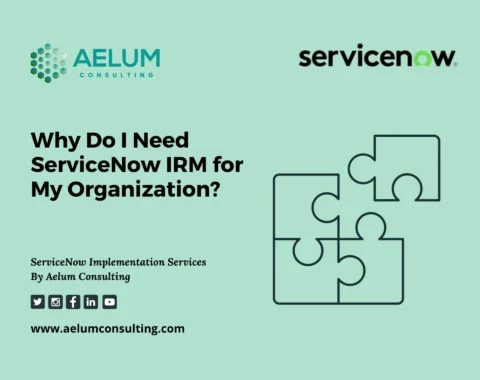 AELUM
CONSULTING
servicenow®
Why Do I Need
ServiceNow IRM for
My Organization?
ServiceNow Implementation Services
By Aelum Consulting
www.aelumconsulting.com